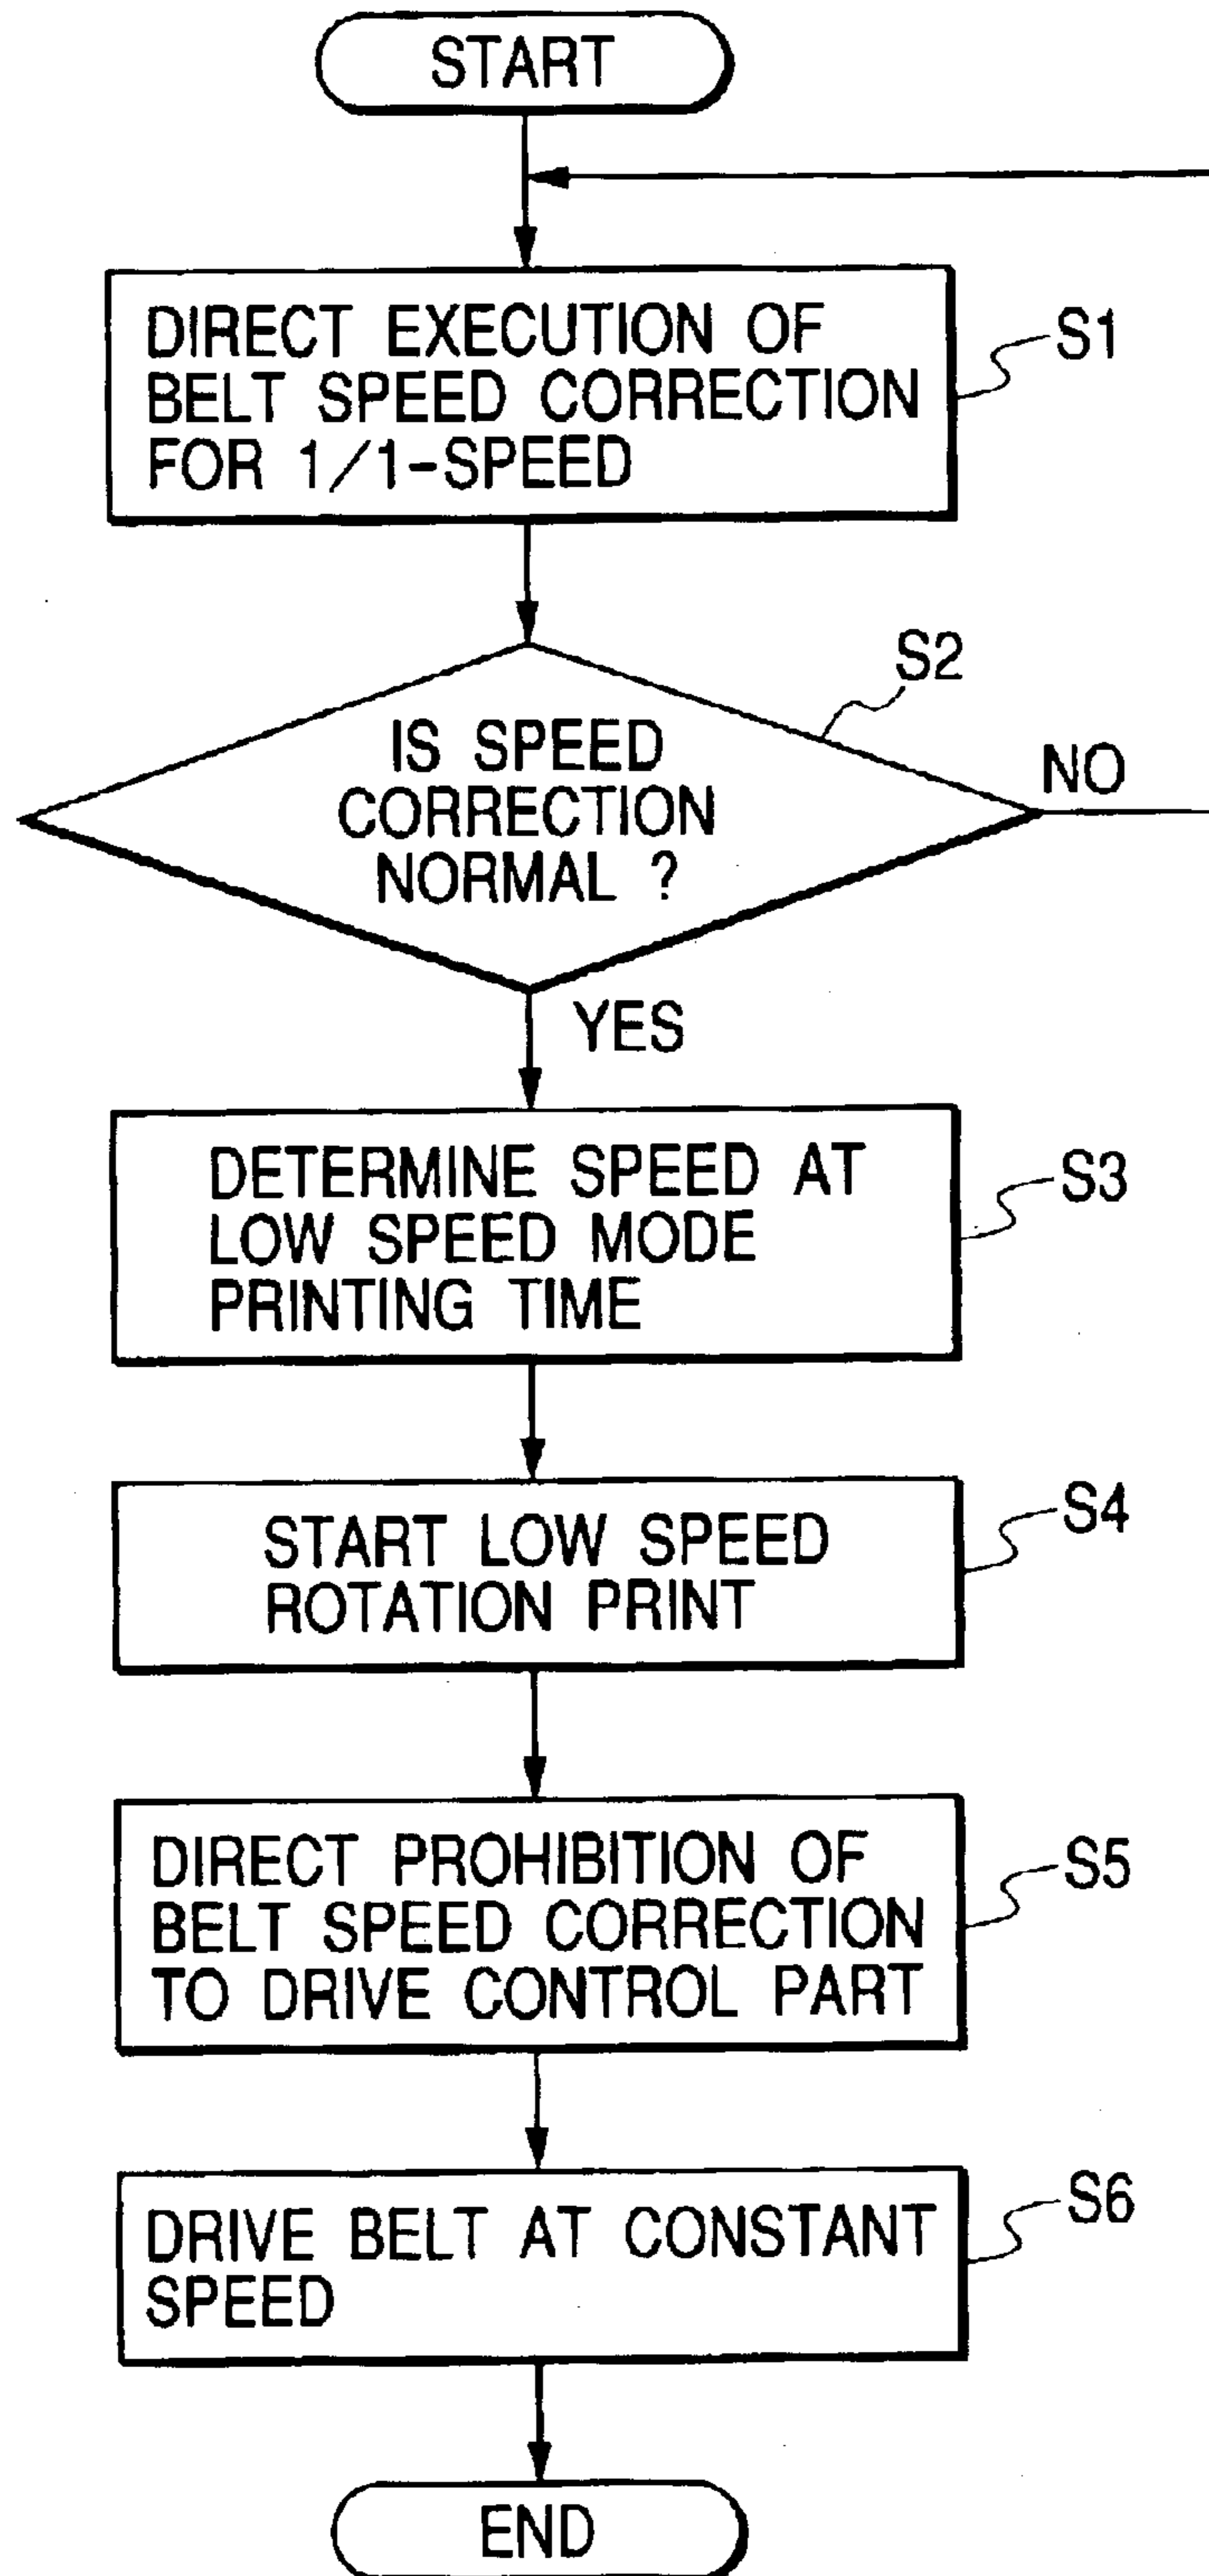 START
DIRECT EXECUTION OF
BELT SPEED CORRECTION
FOR 1/1-SPEED
S1
IS SPEED
CORRECTION
NORMAL ?
S2
NO
YES
DETERMINE SPEED AT
LOW SPEED MODE
PRINTING TIME
S3
START LOW SPEED
ROTATION PRINT
S4
DIRECT PROHIBITION OF
BELT SPEED CORRECTION
TO DRIVE CONTROL PART
S5
DRIVE BELT AT CONSTANT
SPEED
S6
END